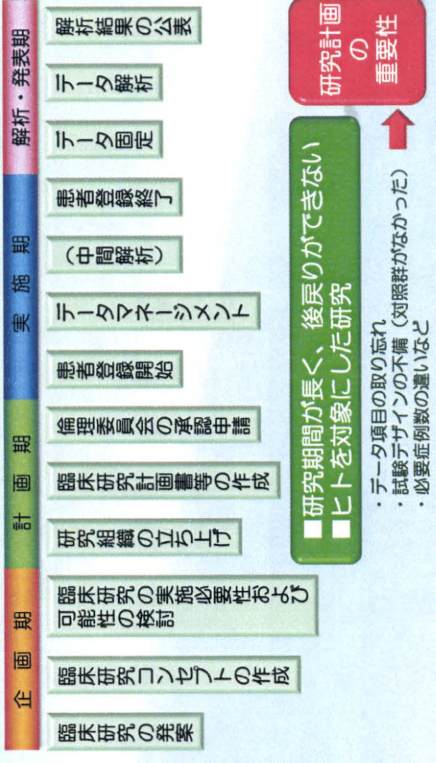 企画期
計画期
実施期
解析・発表期
臨床研究の発案
臨床研究コンセプトの作成
臨床研究の実施必要性および
可能性の検討
研究組織の立ち上げ
臨床研究計画書等の作成
倫理委員会の承認申請
患者登録開始
データマネージメント
（中間解析）
患者登録終了
データ固定
データ解析
解析結果の公表
■研究期間が長く、後戻りができない
■ヒトを対象にした研究
・データ項目の取り忘れ
・試験デザインの不備（対照群がなかった）
・必要症例数の違いなど
研究計画
の
重要性